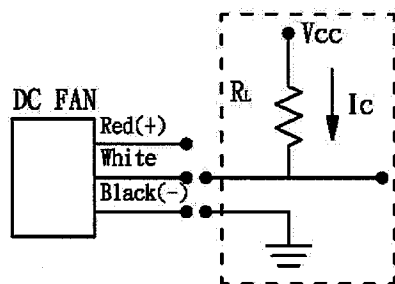 Vcc
DC FAN
RL
Ic
Red(+)
White
Black(-)